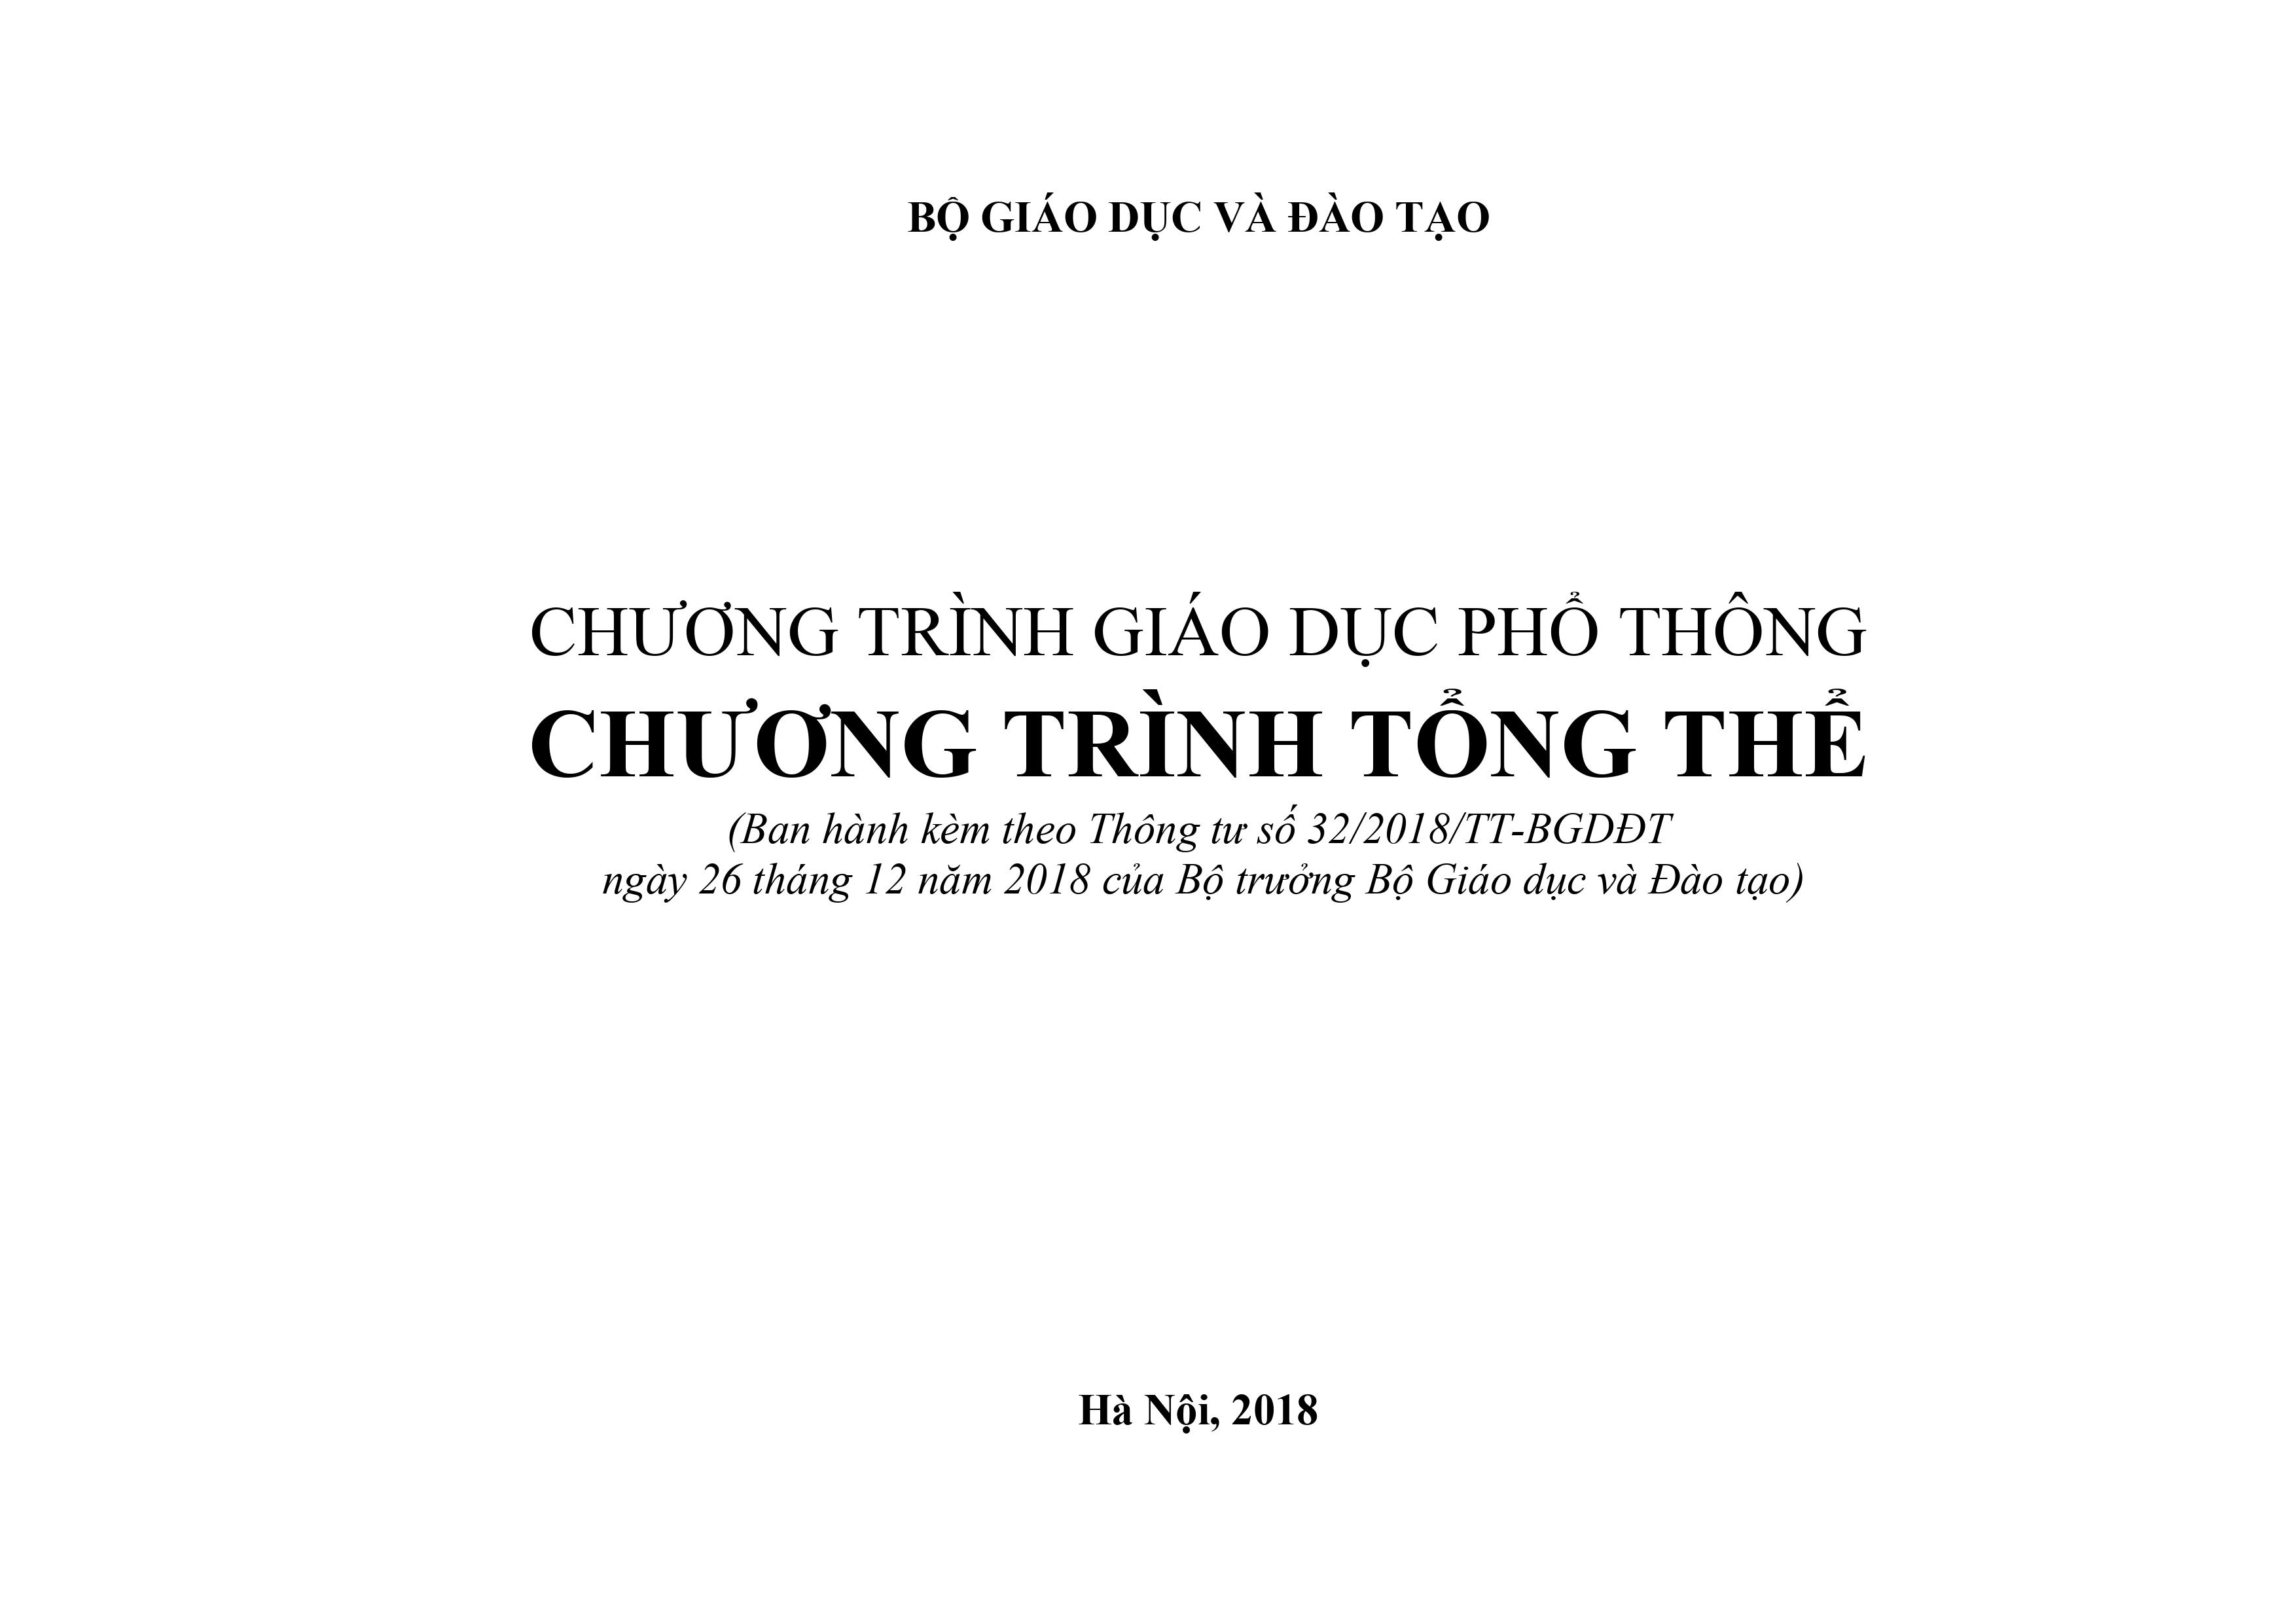 BỘ GIÁO DỤC VÀ ĐÀO TẠO
CHƯƠNG TRÌNH GIÁO DỤC PHỔ THÔNG
CHƯƠNG TRÌNH TỔNG THỂ
(Ban hành kèm theo Thông tư số 32/2018/TT-BGDĐT
ngày 26 tháng 12 năm 2018 của Bộ trưởng Bộ Giáo dục và Đào tạo)
Hà Nội, 2018